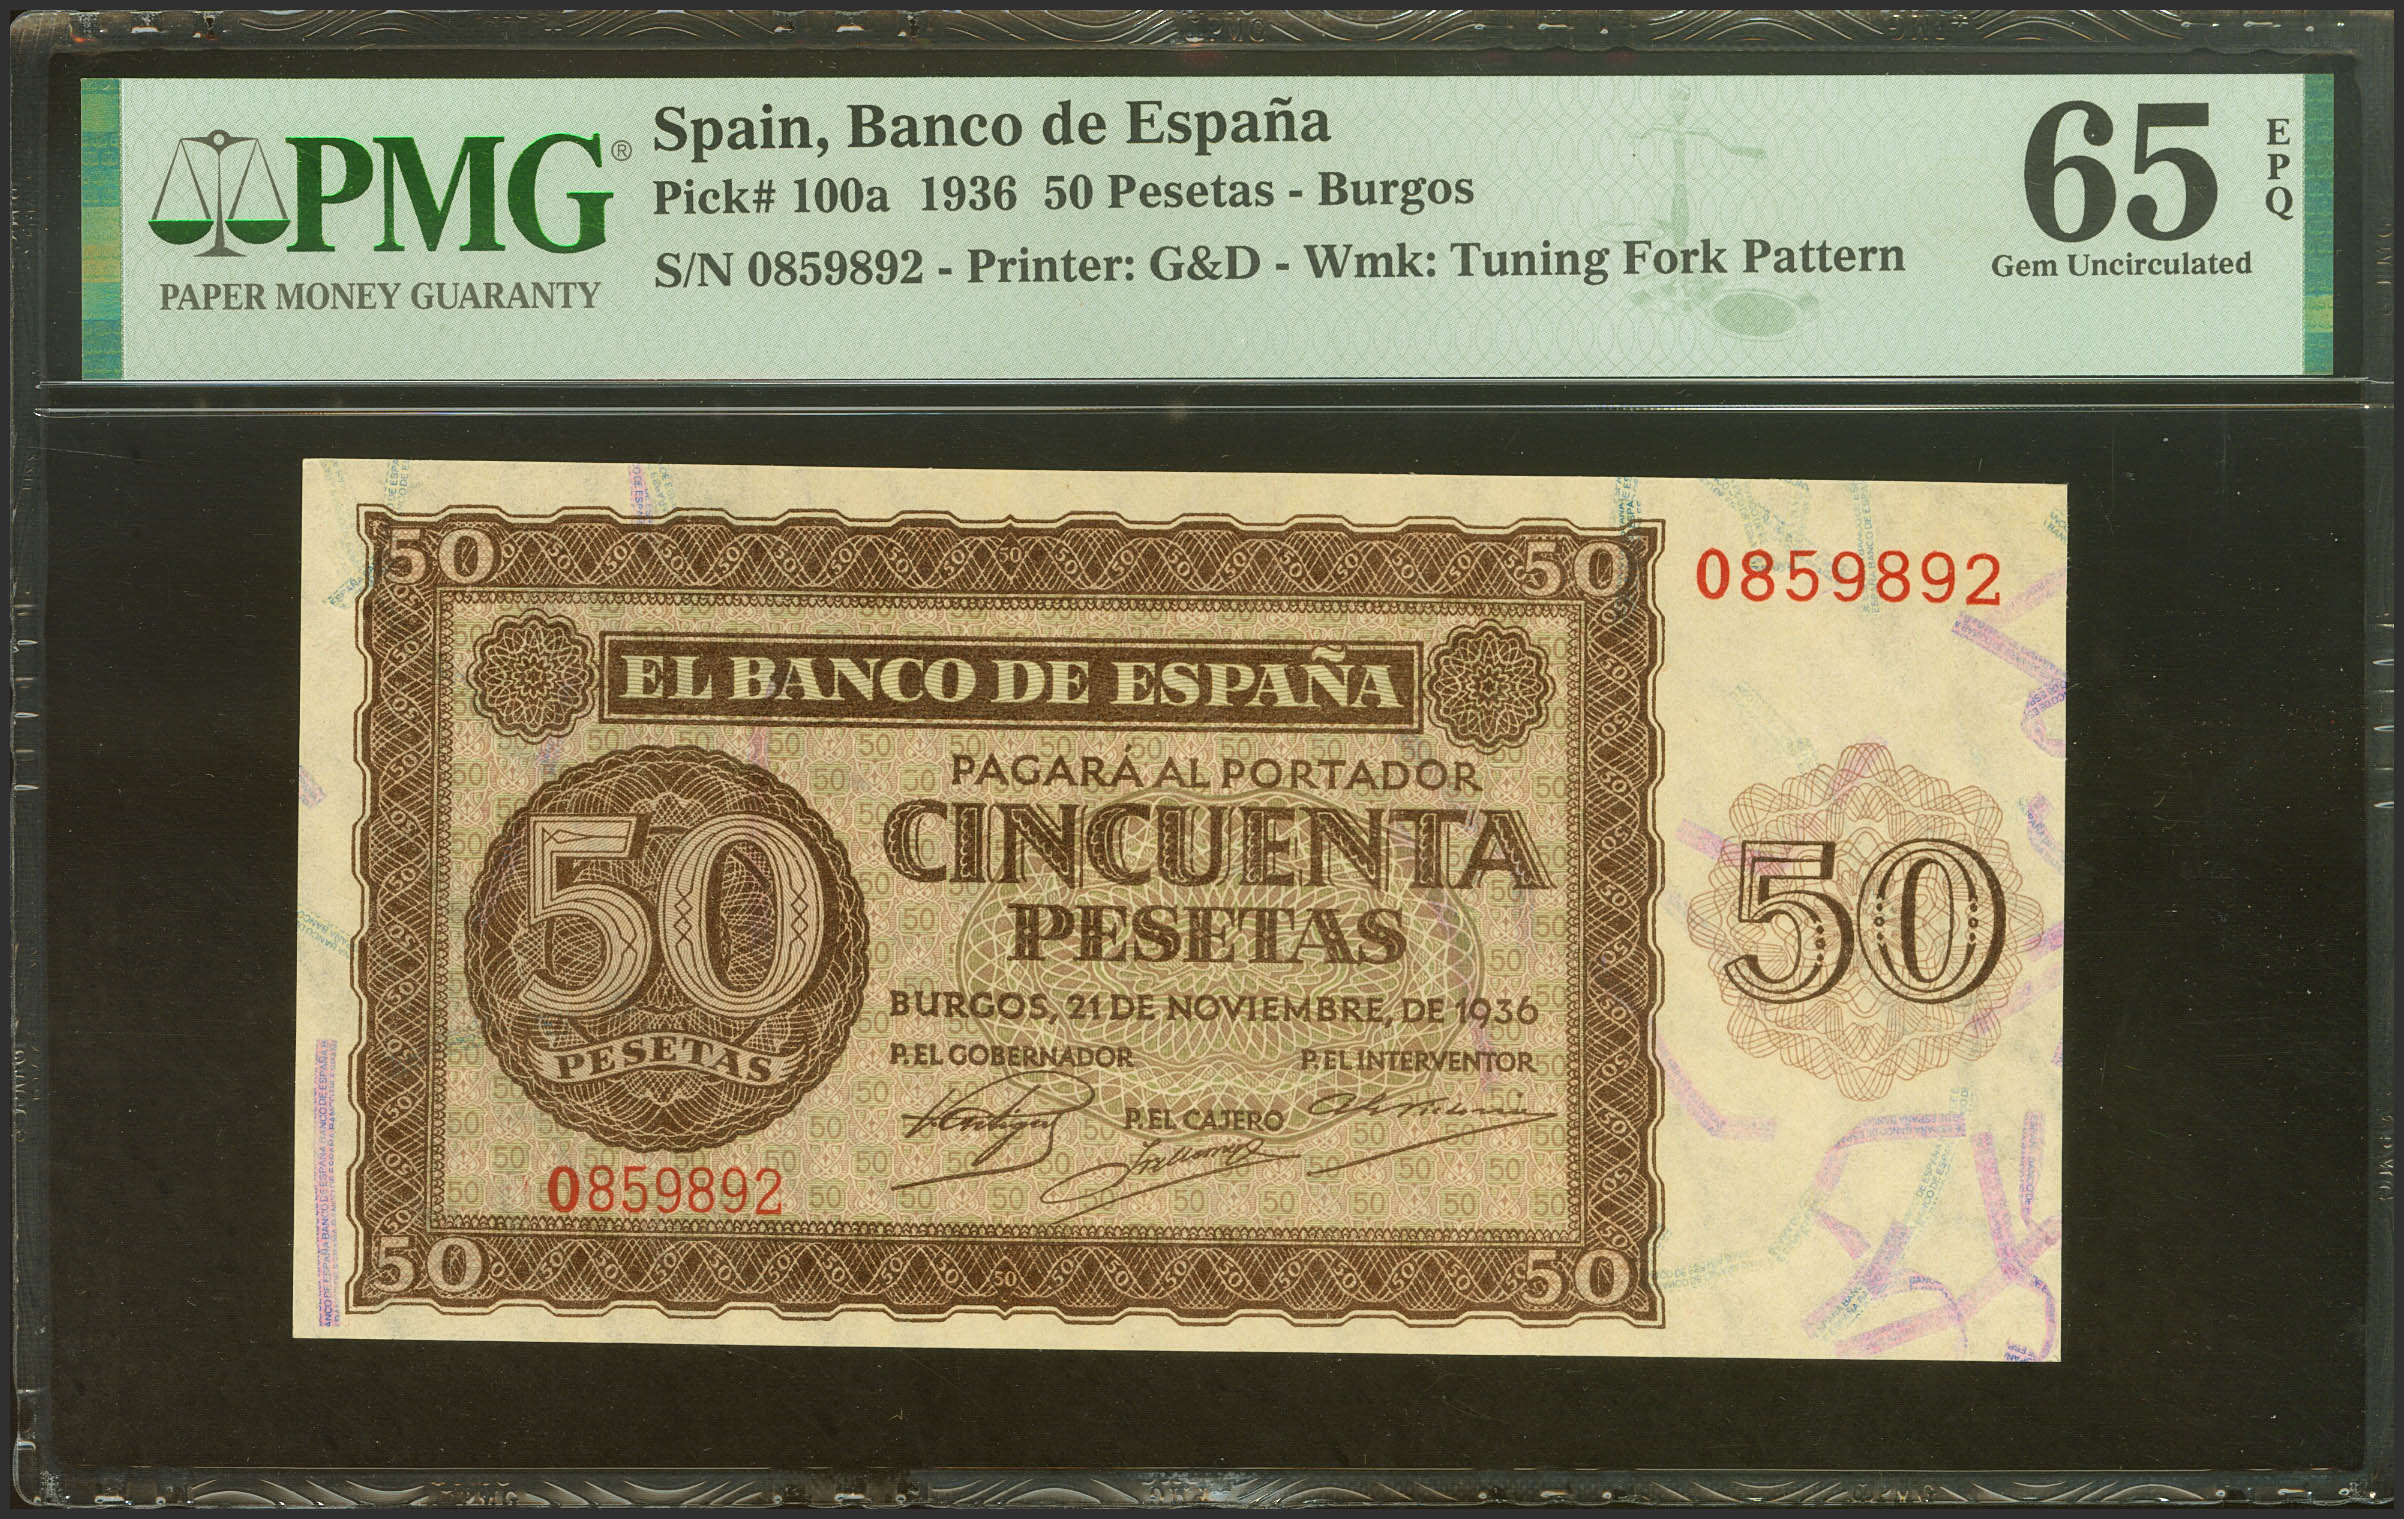 PMG®
PAPER MONEY GUARANTY
Spain, Banco de España
Pick# 100a 1936 50 Pesetas - Burgos
S/N 0859892 - Printer: G&D - Wmk: Tuning Fork Pattern
65
EPQ
Gem Uncirculated
50
50
0859892
EL BANCO DE ESPAÑA
PAGARÁ AL PORTADOR
CINCUENTA
PESETAS
50
PESETAS
50
BURGOS, 21 DE NOVIEMBRE, DE 1936
P. EL GOBERNADOR
P. EL INTERVENTOR
P. EL CAJERO
0859892
50
50